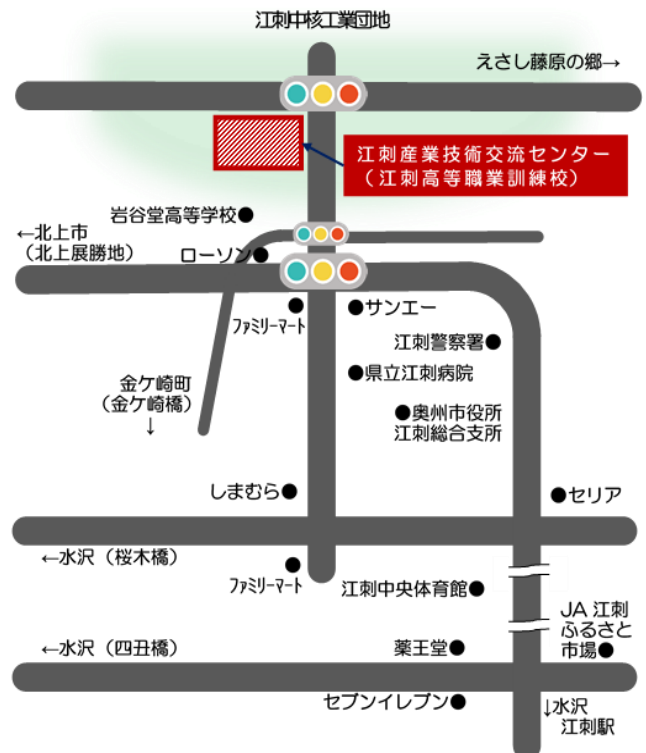 江刺中核工業団地
えさし藤原の郷→
江刺産業技術交流センター
（江刺高等職業訓練校）
岩谷堂高等学校●
←北上市
（北上展勝地）
ローソン●
ﾌｧﾐﾘｰﾏｰﾄ
●サンエー
江刺警察署●
●県立江刺病院
金ケ崎町
（金ケ崎橋）
↓
●奥州市役所
江刺総合支所
しまむら●
●セリア
←水沢（桜木橋）
ﾌｧﾐﾘｰﾏｰﾄ
江刺中央体育館●
JA 江刺
ふるさと
市場●
←水沢（四丑橋）
薬王堂●
セブンイレブン●
↓水沢
江刺駅